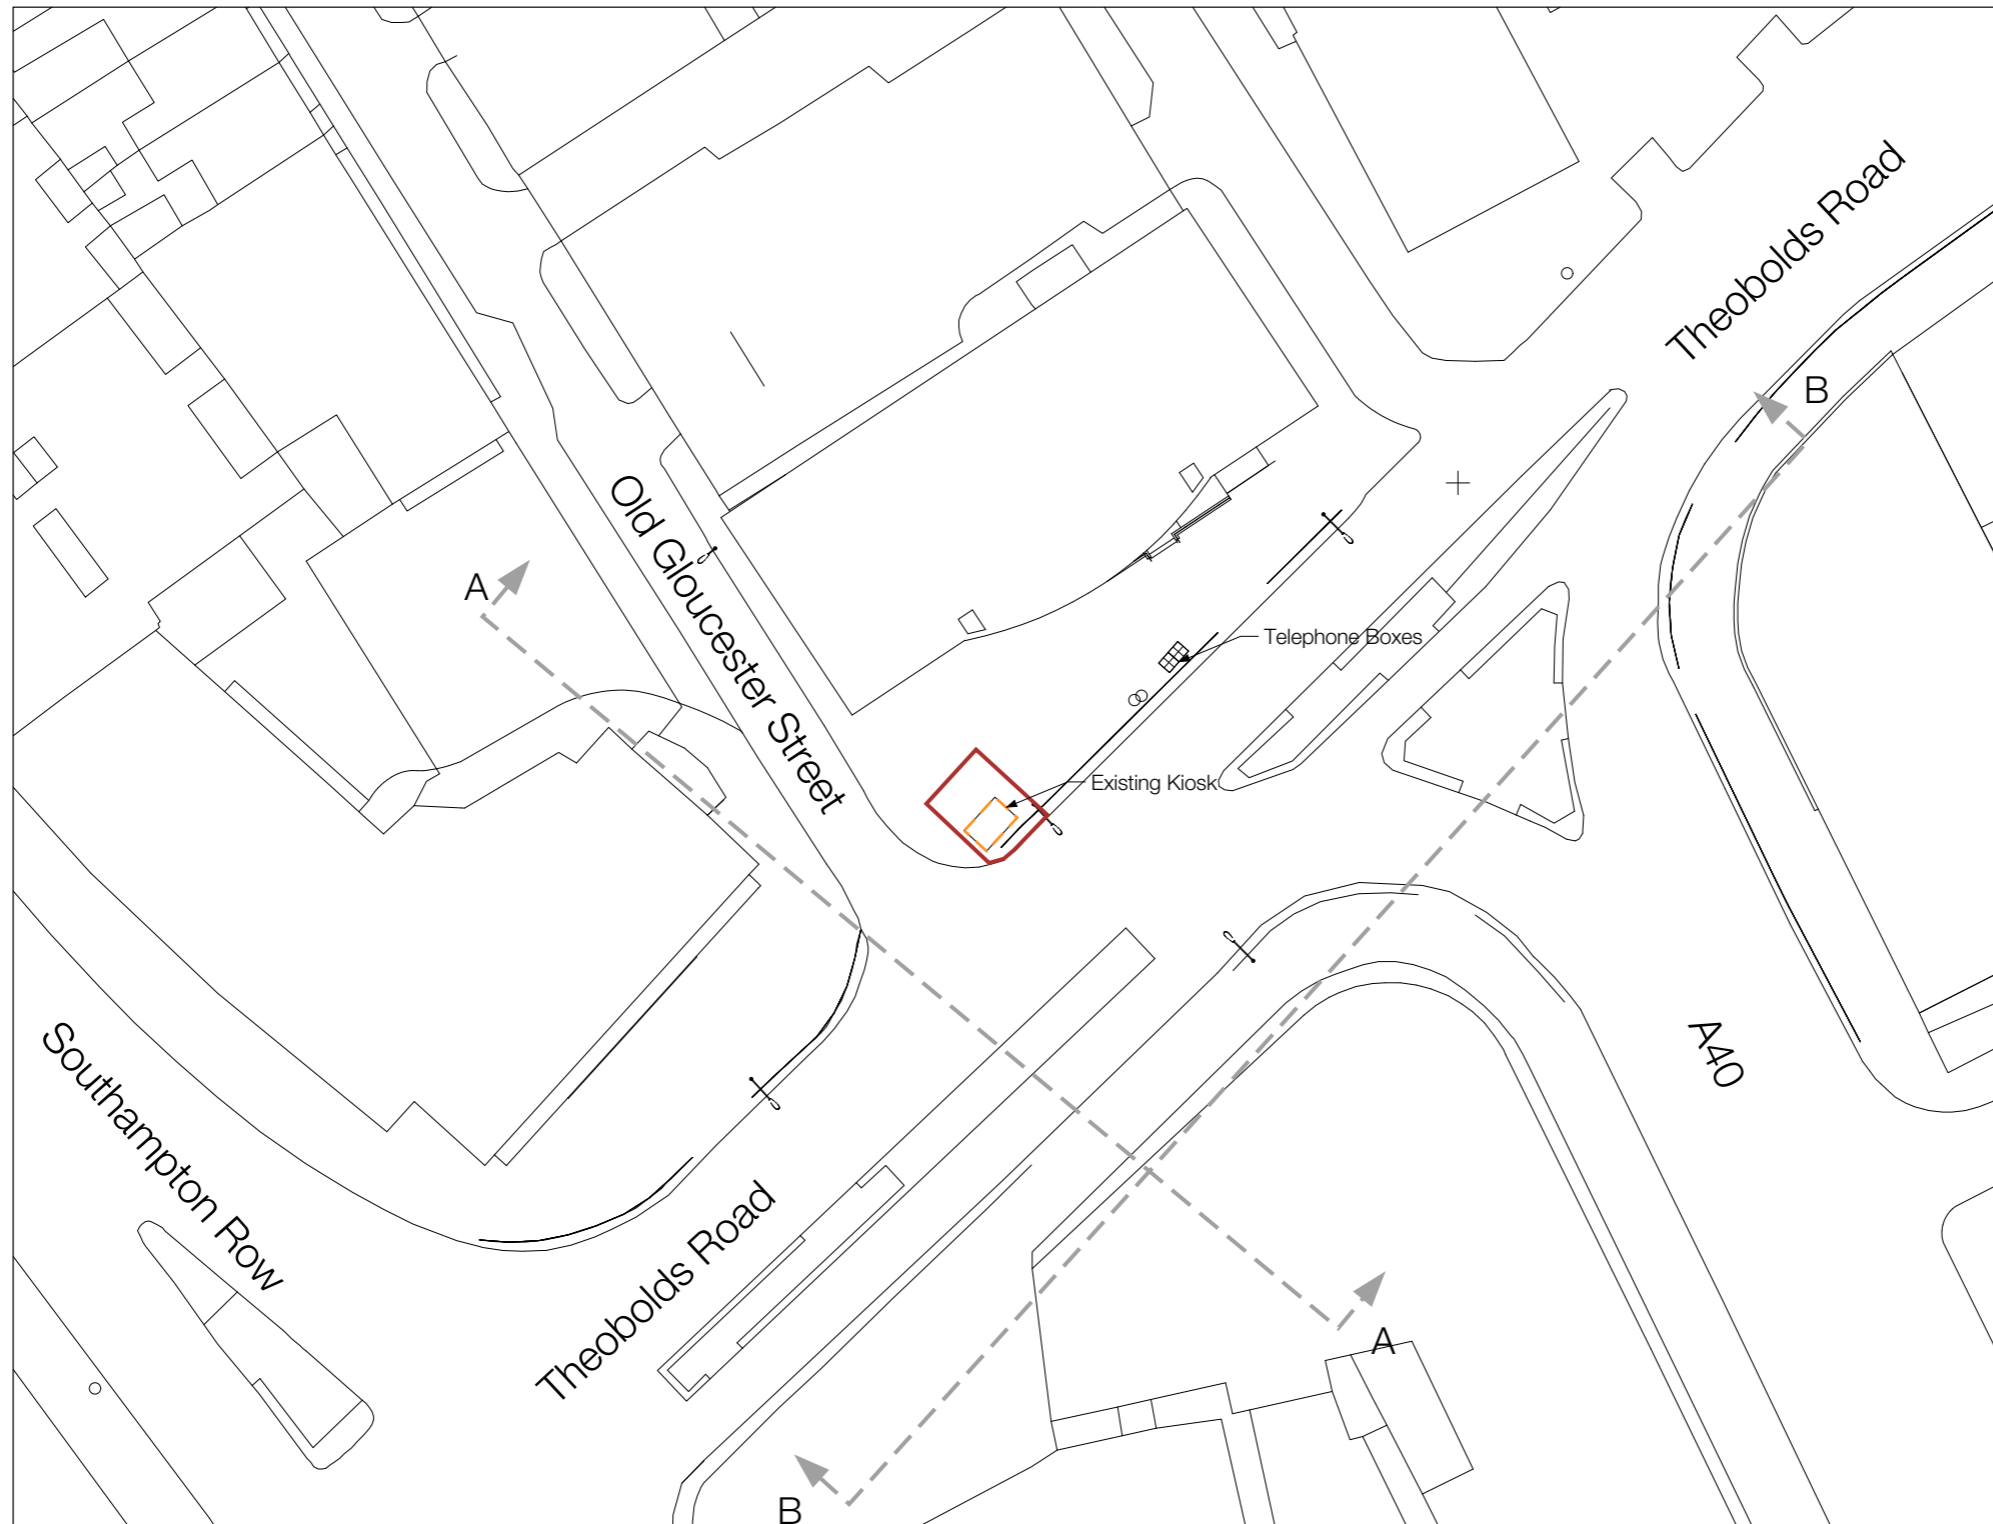 Theobolds Road
B
Old Gloucester Street
A
Telephone Boxes
Existing Kiosk
Southampton Row
A40
Theobolds Road
A
B